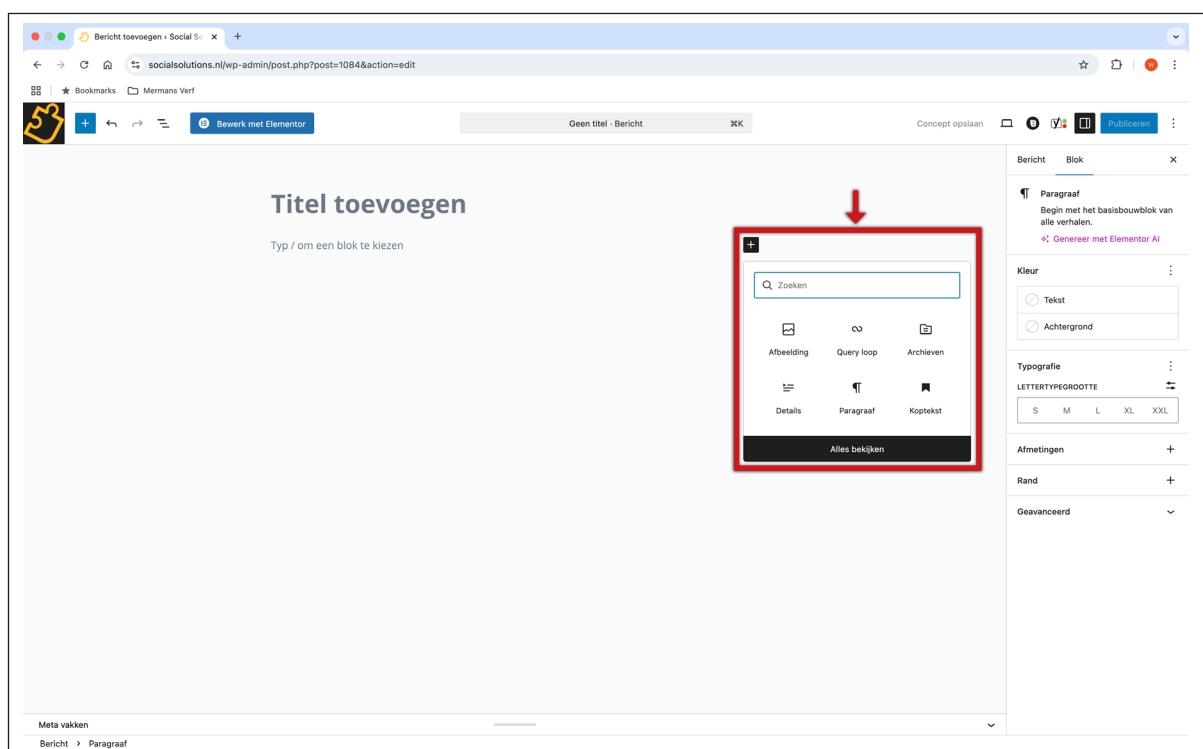 Bericht toevoegen ‹ Social So
socialsolutions.nl/wp-admin/post.php?post=1084&action=edit
W
Bookmarks
Mermans Verf
Bewerk met Elementor
Geen titel · Bericht
⌘K
Concept opslaan
Publiceren
Bericht
Blok
Paragraaf
Begin met het basisbouwblok van
alle verhalen.
Genereer met Elementor AI
Titel toevoegen
Typ / om een blok te kiezen
Zoeken
Afbeelding
Query loop
Archieven
Details
Paragraaf
Koptekst
Alles bekijken
Kleur
Tekst
Achtergrond
Typografie
LETTERTYPEGROOTTE
S M L XL XXL
Afmetingen
Rand
Geavanceerd
Meta vakken
Bericht › Paragraaf